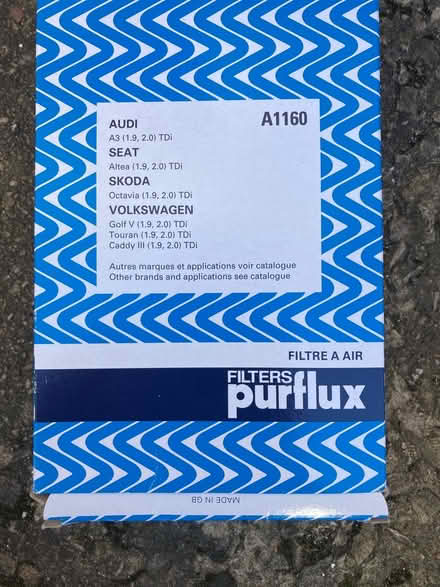 AUDI A1160
A3 (1.9, 2.0) TDi
SEAT
Altea (1.9, 2.0) TDi
SKODA
Octavia (1.9, 2.0) TDi
VOLKSWAGEN
Golf V (1.9, 2.0) TDi
Touran (1.9, 2.0) TDi
Caddy III (1.9, 2.0) TDi
Autres marques et applications voir catalogue
Other brands and applications see catalogue
FILTRE A AIR
FILTERS
purflux
MADE IN GB